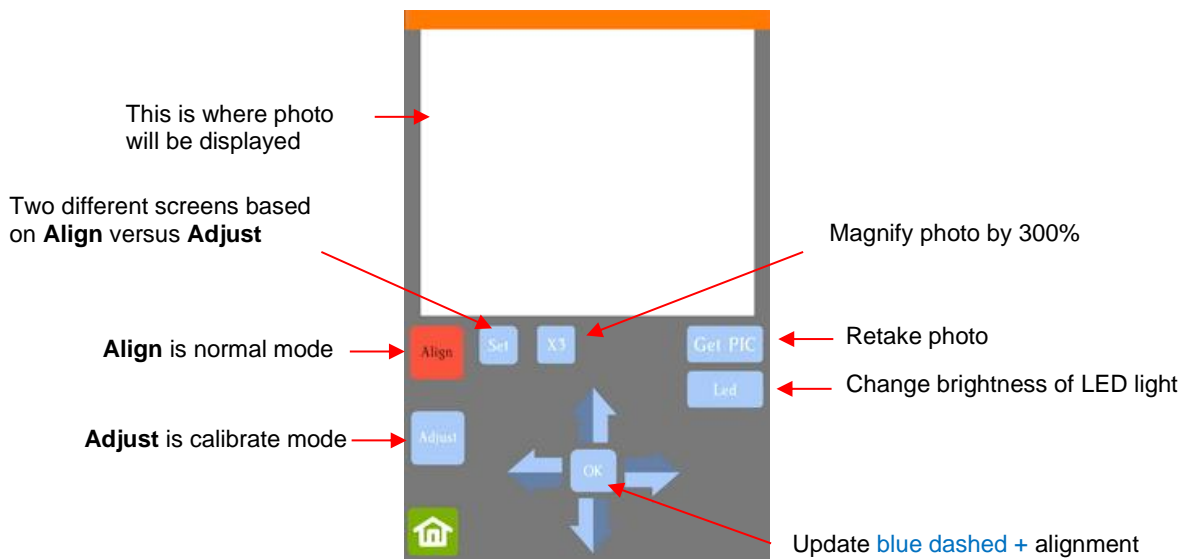 This is where photo
will be displayed
Two different screens based
on Align versus Adjust
Magnify photo by 300%
Align is normal mode
Align
Set
X3
Get PIC
Retake photo
Led
Change brightness of LED light
Adjust is calibrate mode
Adjust
OK
Update blue dashed + alignment